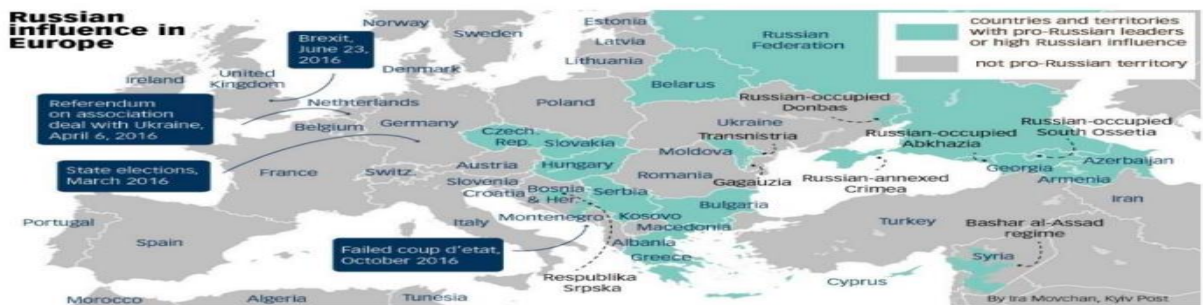 Russian
influence in
Europe
Brexit,
June 23,
2016
Referendum
on association
deal with Ukraine,
April 6, 2016
State elections,
March 2016
Failed coup d'etat,
October 2016
countries and territories
with pro-Russian leaders
or high Russian influence
not pro-Russian territory
Norway
Sweden
Estonia
Latvia
Lithuania
Russian
Federation
Ireland
United
Kingdom
Denmark
Belarus
Netherlands
Poland
Russian-occupied
Donbas
Belgium
Germany
Ukraine
Czech.
Rep.
Slovakia
Transnistria
Russian-occupied
Abkhazia
Russian-occupied
South Ossetia
France
Switz.
Austria
Hungary
Moldova
Slovenia
Croatia
Romania
Gagauzia
Russian-annexed
Crimea
Georgia
Azerbaijan
Armenia
Bosnia
& Her.
Serbia
Bulgaria
Iran
Portugal
Spain
Italy
Montenegro
Kosovo
Macedonia
Albania
Greece
Turkey
Bashar al-Assad
regime
Syria
Respublika
Srpska
Cyprus
Morocco
Algeria
Tunisia
By Ira Movchan, Kyiv Post